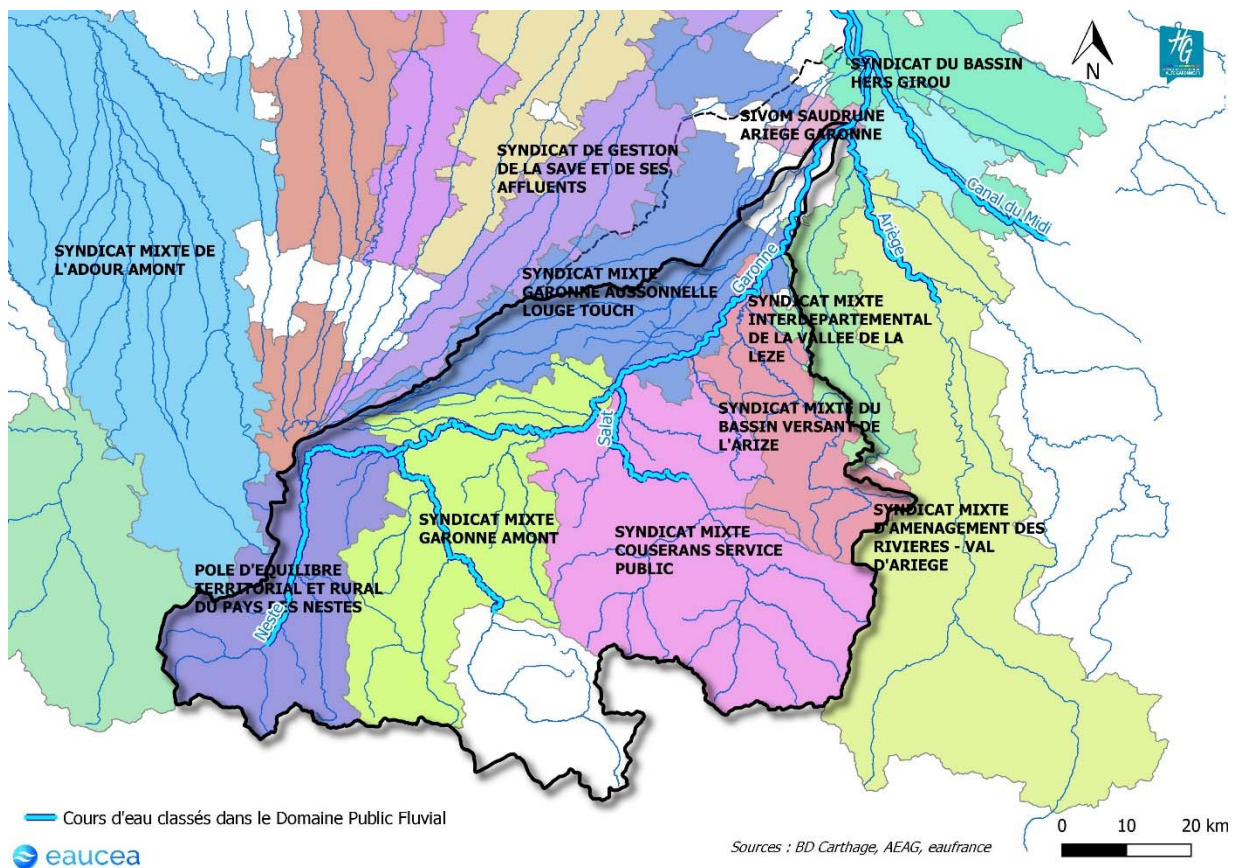 N
HG
SYNDICAT DU BASSIN
HERS GIROU
SIVOM SAUDRUNE
ARIEGE GARONNE
SYNDICAT DE GESTION
DE LA SAVE ET DE SES
AFFLUENTS
Canal du Midi
Ariège
SYNDICAT MIXTE DE
L'ADOUR AMONT
Garonne
SYNDICAT MIXTE
GARONNE AUSSONNELLE
LOUGE TOUCH
SYNDICAT MIXTE
INTERDEPARTEMENTAL
DE LA VALLEE DE LA
LEZE
Salat
SYNDICAT MIXTE DU
BASSIN VERSANT DE
L'ARIZE
SYNDICAT MIXTE
GARONNE AMONT
SYNDICAT MIXTE
COUSERANS SERVICE
PUBLIC
SYNDICAT MIXTE
D'AMENAGEMENT DES
RIVIERES - VAL
D'ARIEGE
POLE D'EQUILIBRE
TERRITORIAL ET RURAL
DU PAYS DES NESTES
Neste
Cours d'eau classés dans le Domaine Public Fluvial
eaucea
Sources : BD Carthage, AEAG, eaufrance
0 10 20 km